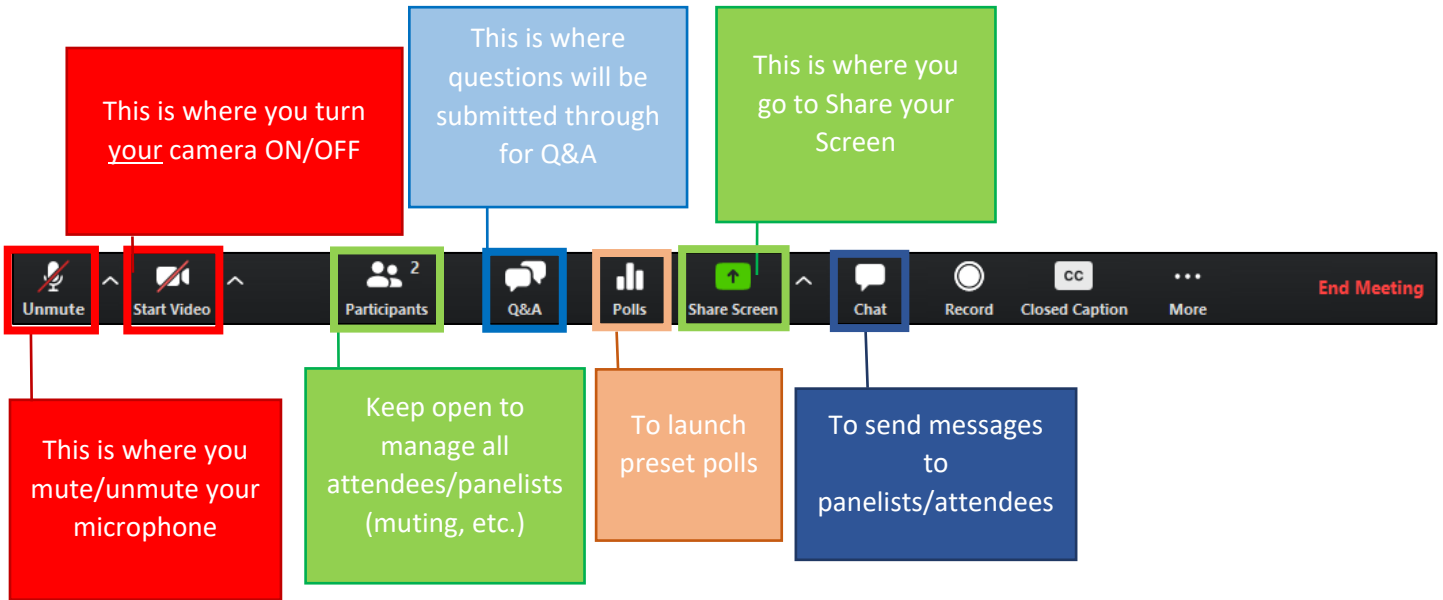 This is where you turn
your camera ON/OFF
This is where
questions will be
submitted through
for Q&A
This is where you
go to Share your
Screen
Unmute
Start Video
Participants
2
Q&A
Polls
Share Screen
Chat
Record
CC
Closed Caption
More
End Meeting
This is where you
mute/unmute your
microphone
Keep open to
manage all
attendees/panelists
(muting, etc.)
To launch
preset polls
To send messages
to
panelists/attendees